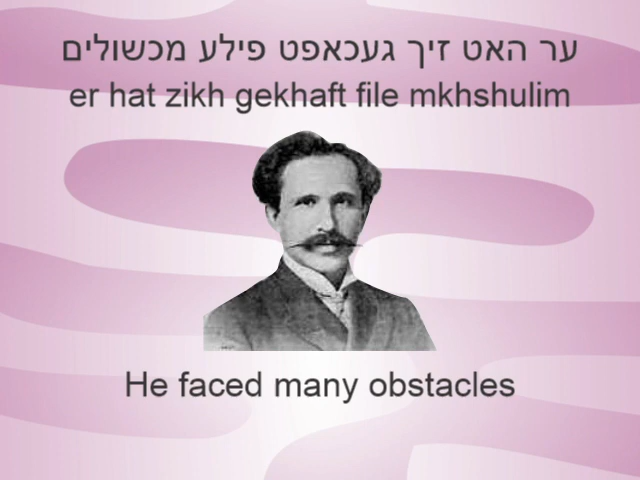 ער האט זיך געכאפט פילע מכשולים
er hat zikh gekhaft file mkhshulim
He faced many obstacles